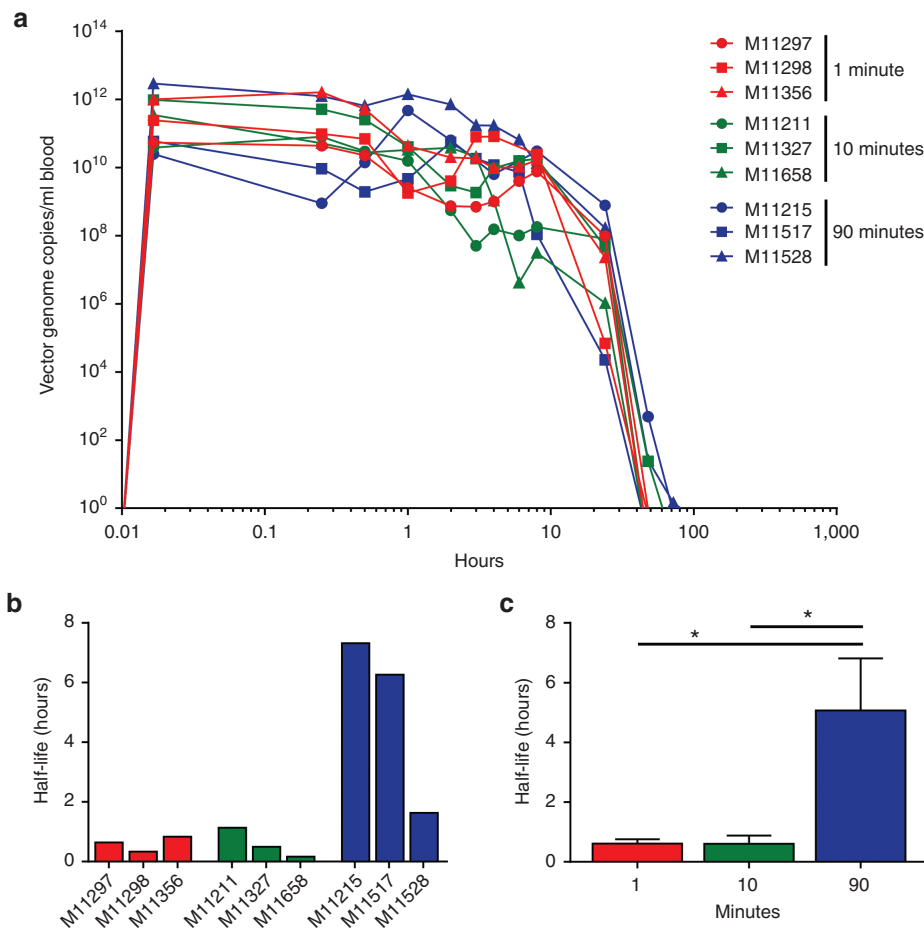 a
10^14
10^12
10^10
10^8
10^6
10^4
10^2
10^0
Vector genome copies/ml blood
0.01
0.1
1
10
100
1,000
Hours
M11297
M11298
M11356
1 minute
M11211
M11327
M11658
10 minutes
M11215
M11517
M11528
90 minutes
b
8
6
4
2
0
Half-life (hours)
M11297
M11298
M11356
M11211
M11327
M11658
M11215
M11517
M11528
c
8
6
4
2
0
Half-life (hours)
*
*
1
10
90
Minutes